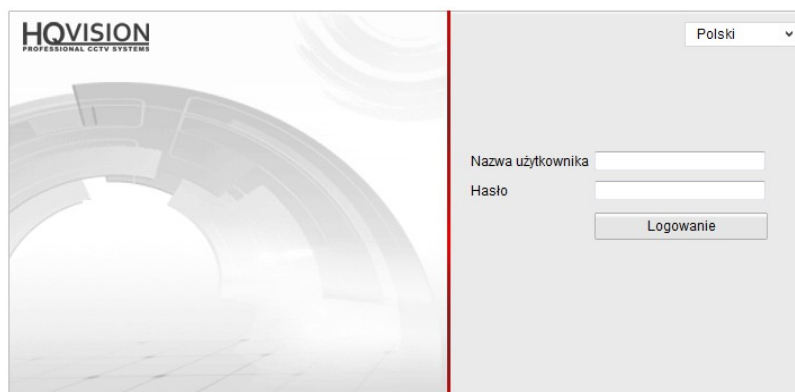 HQVISION
PROFESSIONAL CCTV SYSTEMS
Polski
Nazwa użytkownika
Hasło
Logowanie